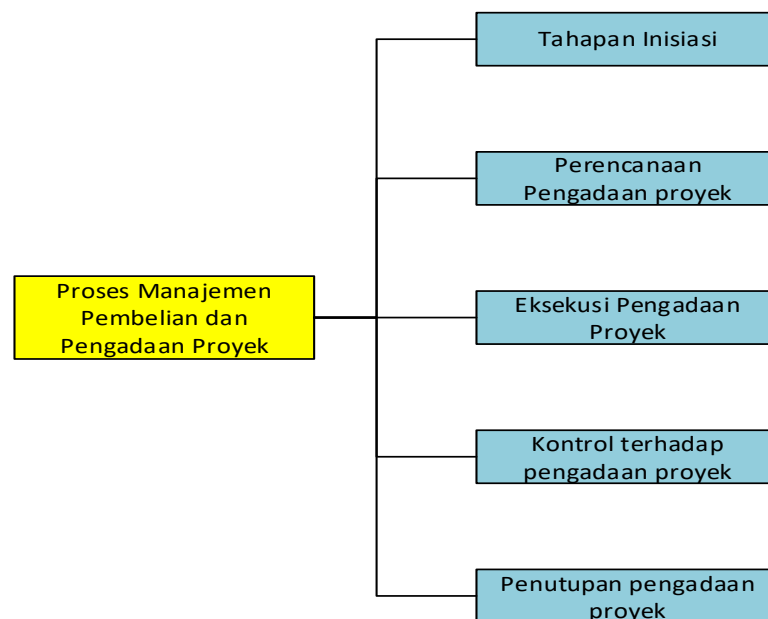 Tahapan Inisiasi
Perencanaan
Pengadaan proyek
Proses Manajemen
Pembelian dan
Pengadaan Proyek
Eksekusi Pengadaan
Proyek
Kontrol terhadap
pengadaan proyek
Penutupan pengadaan
proyek